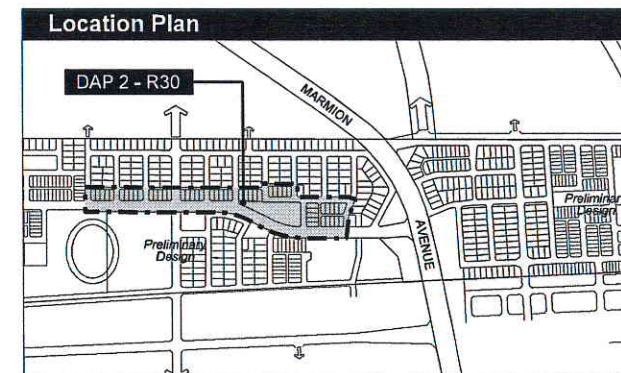 Location Plan
DAP 2 - R30
MARMION
AVENUE
Preliminary
Design
Preliminary
Design